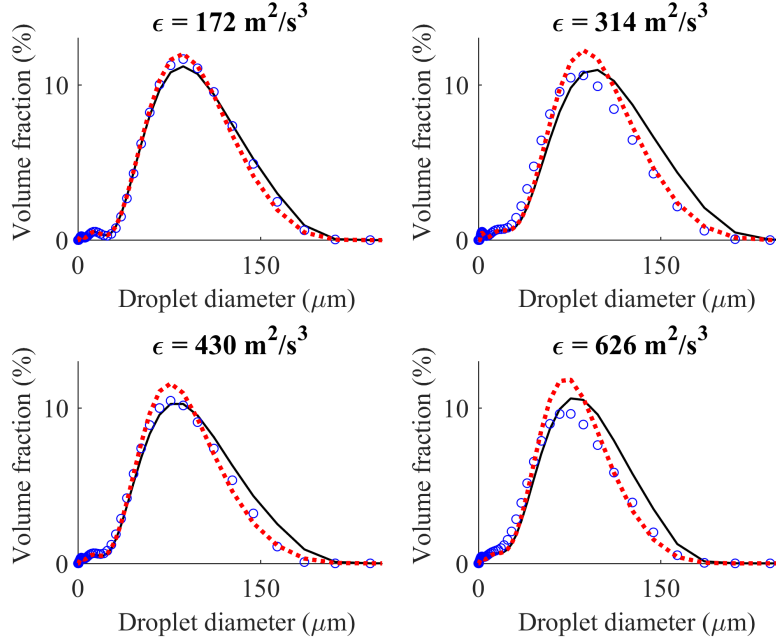 ϵ = 172 m²/s³
Volume fraction (%)
10
0
0
150
Droplet diameter (μm)
ϵ = 314 m²/s³
Volume fraction (%)
10
0
0
150
Droplet diameter (μm)
ϵ = 430 m²/s³
Volume fraction (%)
10
0
0
150
Droplet diameter (μm)
ϵ = 626 m²/s³
Volume fraction (%)
10
0
0
150
Droplet diameter (μm)